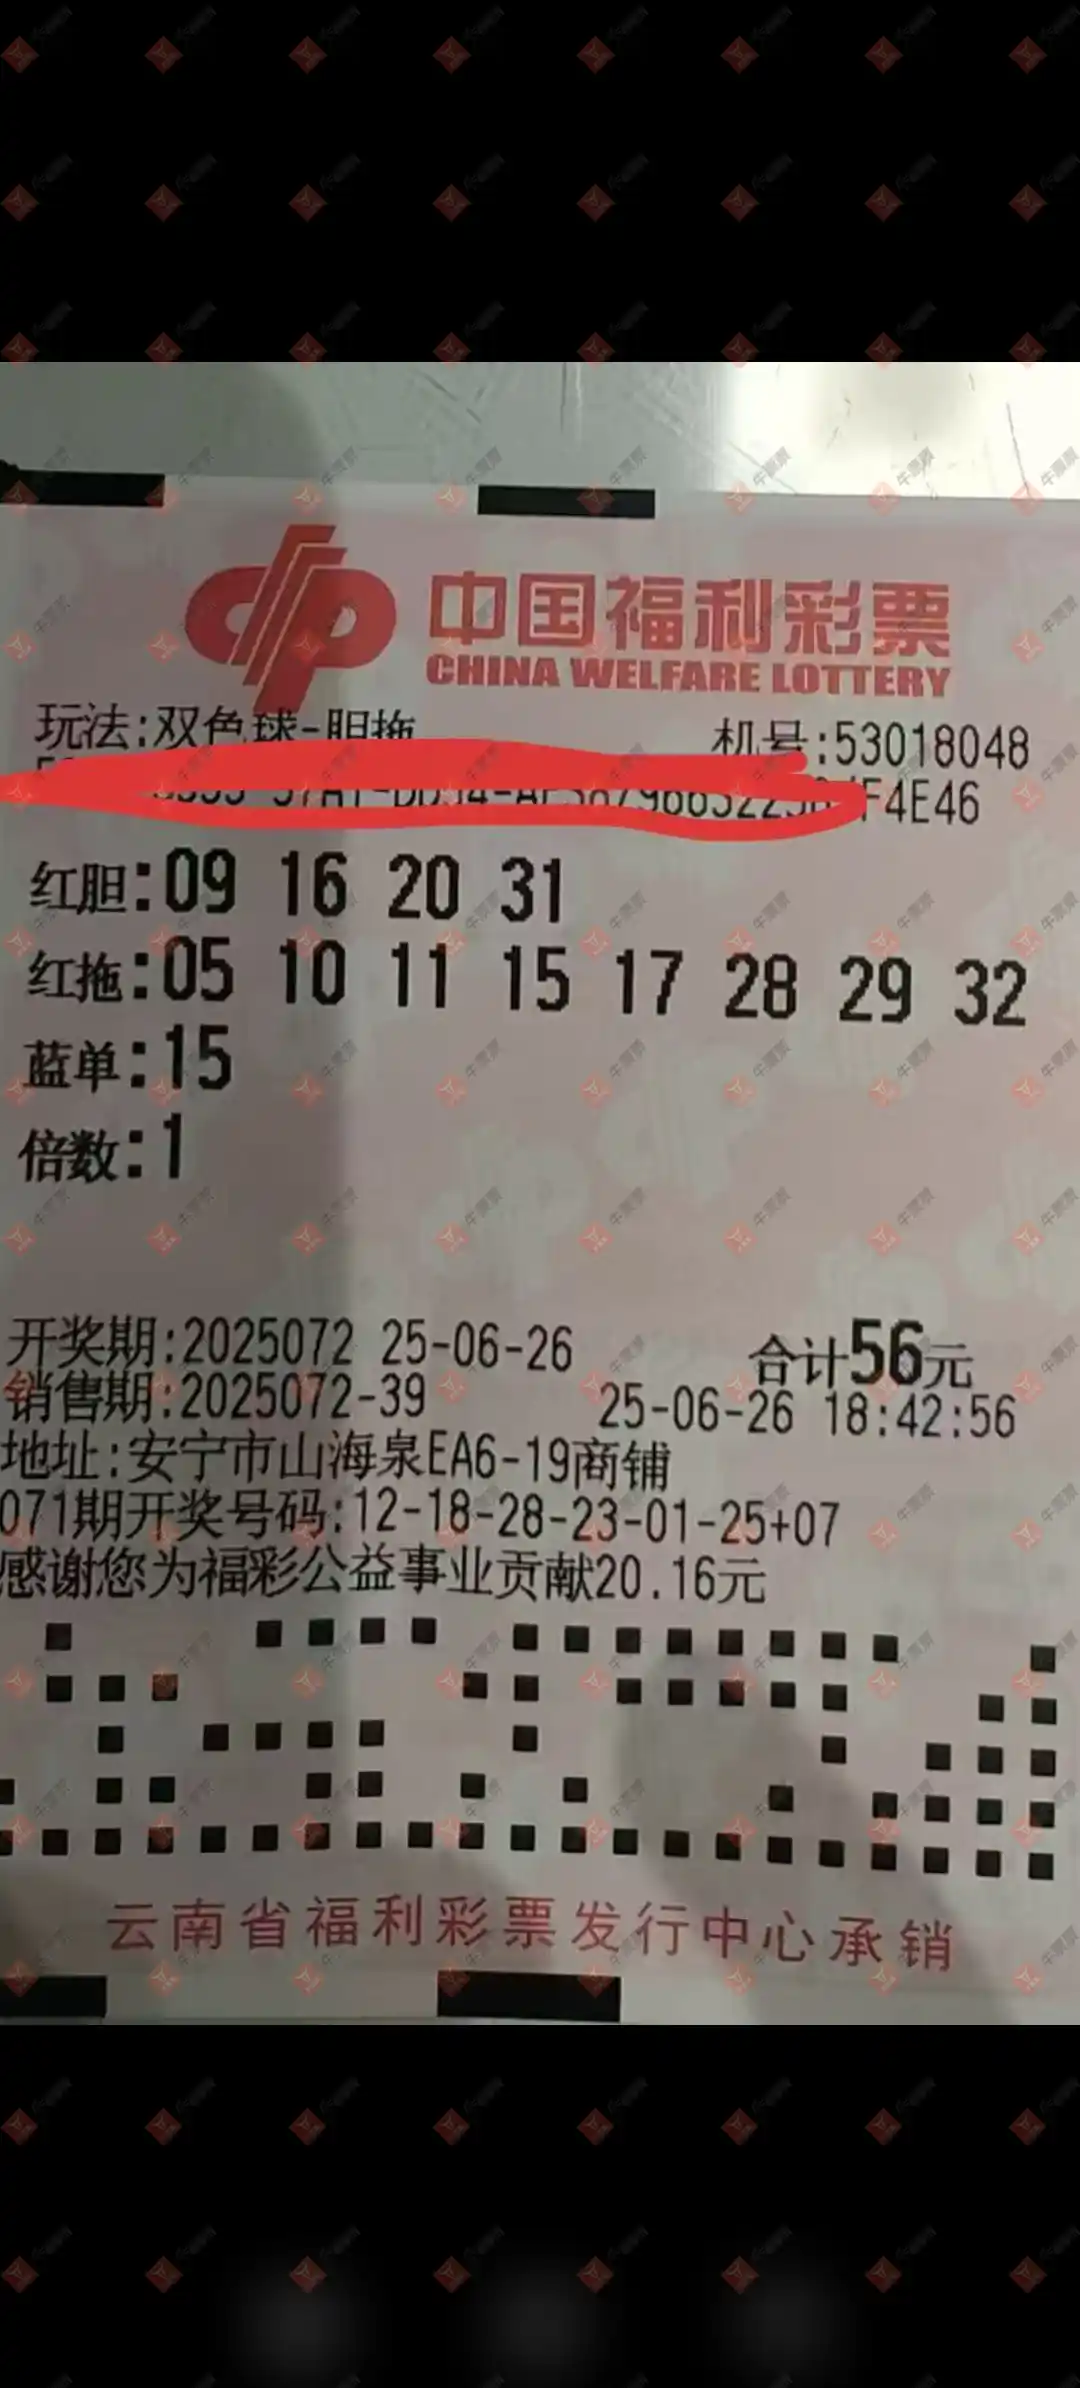 中国福利彩票
CHINA WELFARE LOTTERY
玩法:双色球-胆拖
机号:53018048
F4E46
红胆:09 16 20 31
红拖:05 10 11 15 17 28 29 32
蓝单:15
倍数:1
开奖期:2025072 25-06-26 合计56元
销售期:2025072-39 25-06-26 18:42:56
地址:安宁市山海泉EA6-19商铺
071期开奖号码:12-18-28-23-01-25+07
感谢您为福彩公益事业贡献20.16元
云南省福利彩票发行中心承销
牛票票